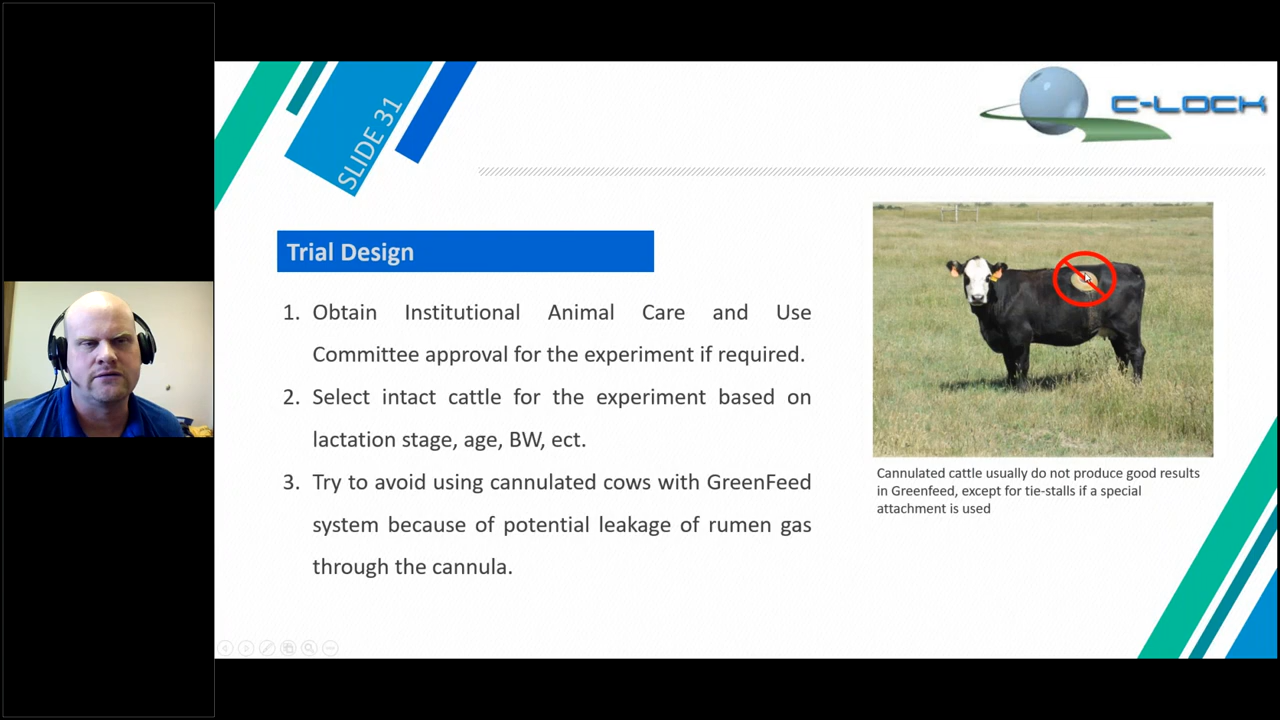 SLIDE 31
C-LOCK
Trial Design
1. Obtain Institutional Animal Care and Use
Committee approval for the experiment if required.
2. Select intact cattle for the experiment based on
lactation stage, age, BW, ect.
3. Try to avoid using cannulated cows with GreenFeed
system because of potential leakage of rumen gas
through the cannula.
Cannulated cattle usually do not produce good results
in Greenfeed, except for tie-stalls if a special
attachment is used